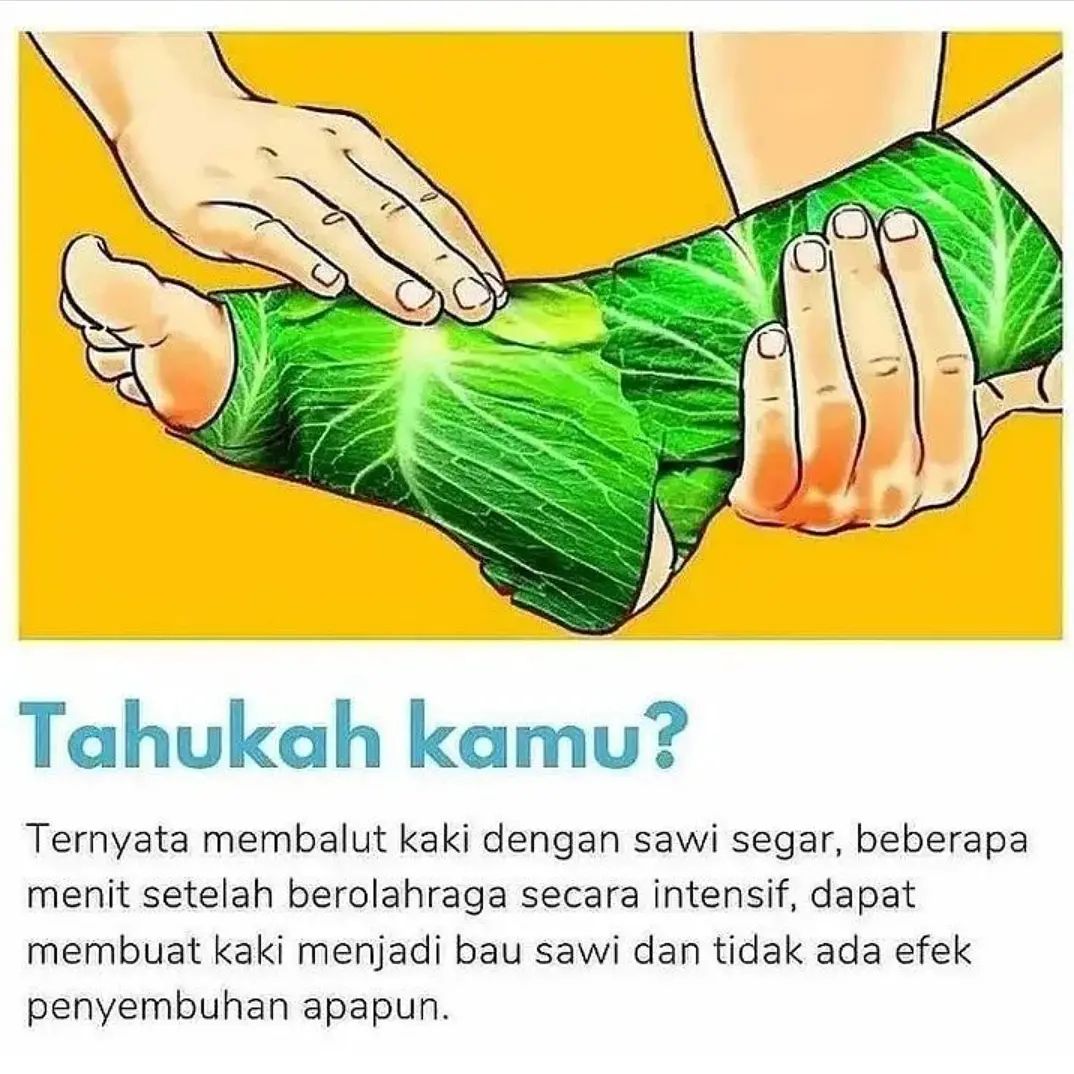 Tahukah kamu?
Ternyata membalut kaki dengan sawi segar, beberapa
menit setelah berolahraga secara intensif, dapat
membuat kaki menjadi bau sawi dan tidak ada efek
penyembuhan apapun.